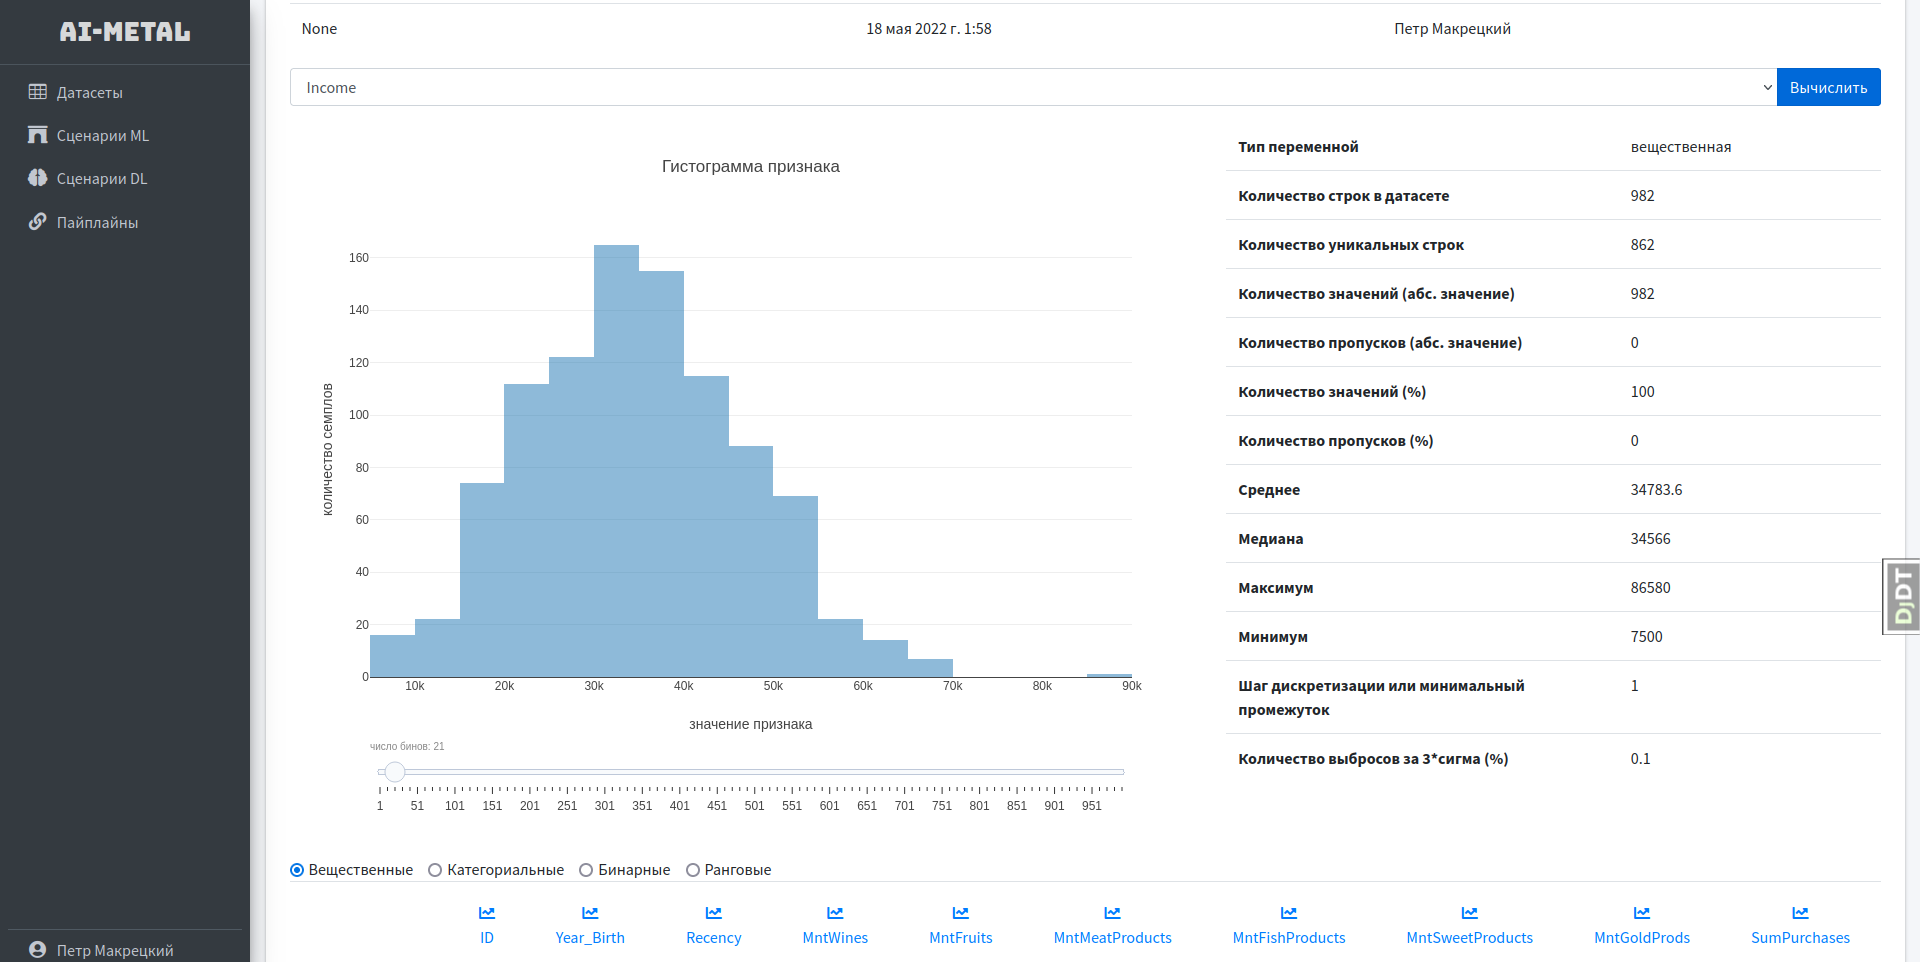 AI-METAL
Датасеты
Сценарии ML
Сценарии DL
Пайплайны
Петр Макрецкий
None 18 мая 2022 г. 1:58 Петр Макрецкий
Income Вычислить
Гистограмма признака
количество семплов
160
140
120
100
80
60
40
20
0
10k 20k 30k 40k 50k 60k 70k 80k 90k
значение признака
число бинов: 21
1 51 101 151 201 251 301 351 401 451 501 551 601 651 701 751 801 851 901 951
Тип переменной вещественная
Количество строк в датасете 982
Количество уникальных строк 862
Количество значений (абс. значение) 982
Количество пропусков (абс. значение) 0
Количество значений (%) 100
Количество пропусков (%) 0
Среднее 34783.6
Медиана 34566
Максимум 86580
Минимум 7500
Шаг дискретизации или минимальный 1
промежуток
Количество выбросов за 3*сигма (%) 0.1
DjDT
Вещественные Категориальные Бинарные Ранговые
ID Year_Birth Recency MntWines MntFruits MntMeatProducts MntFishProducts MntSweetProducts MntGoldProds SumPurchases